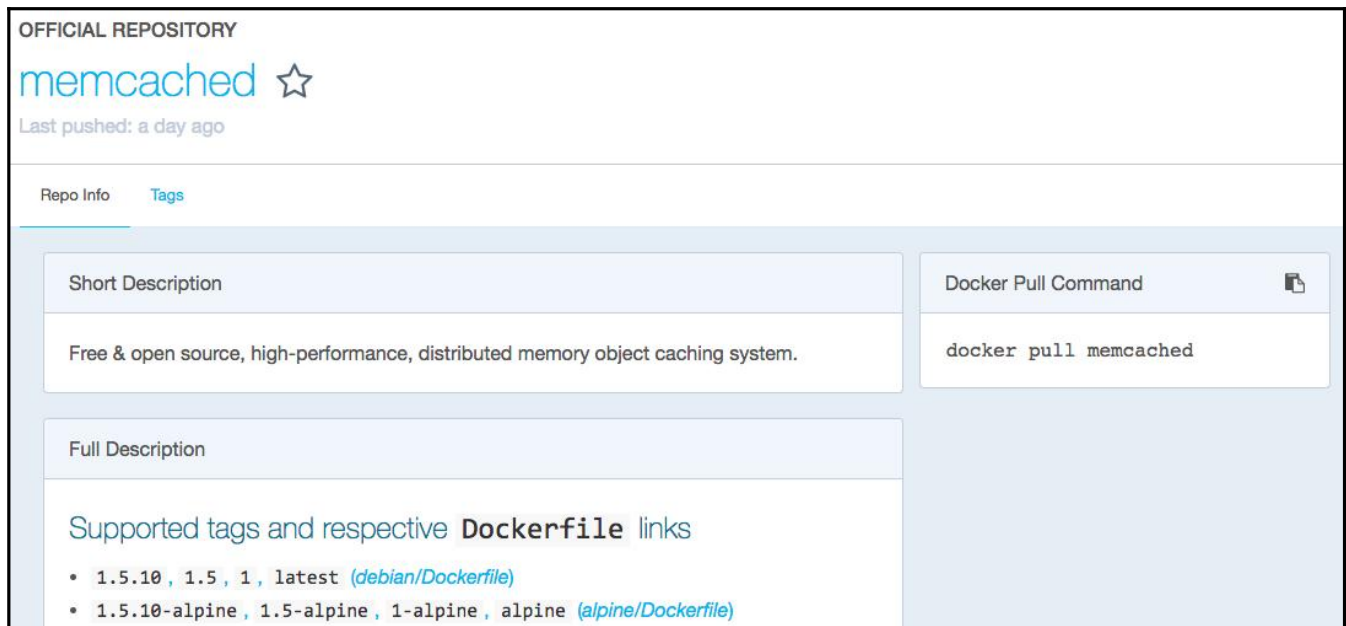 OFFICIAL REPOSITORY
memcached
Last pushed: a day ago
Repo Info Tags
Short Description
Free & open source, high-performance, distributed memory object caching system.
Docker Pull Command
docker pull memcached
Full Description
Supported tags and respective Dockerfile links
• 1.5.10 , 1.5 , 1 , latest (debian/Dockerfile)
• 1.5.10-alpine , 1.5-alpine , 1-alpine , alpine (alpine/Dockerfile)